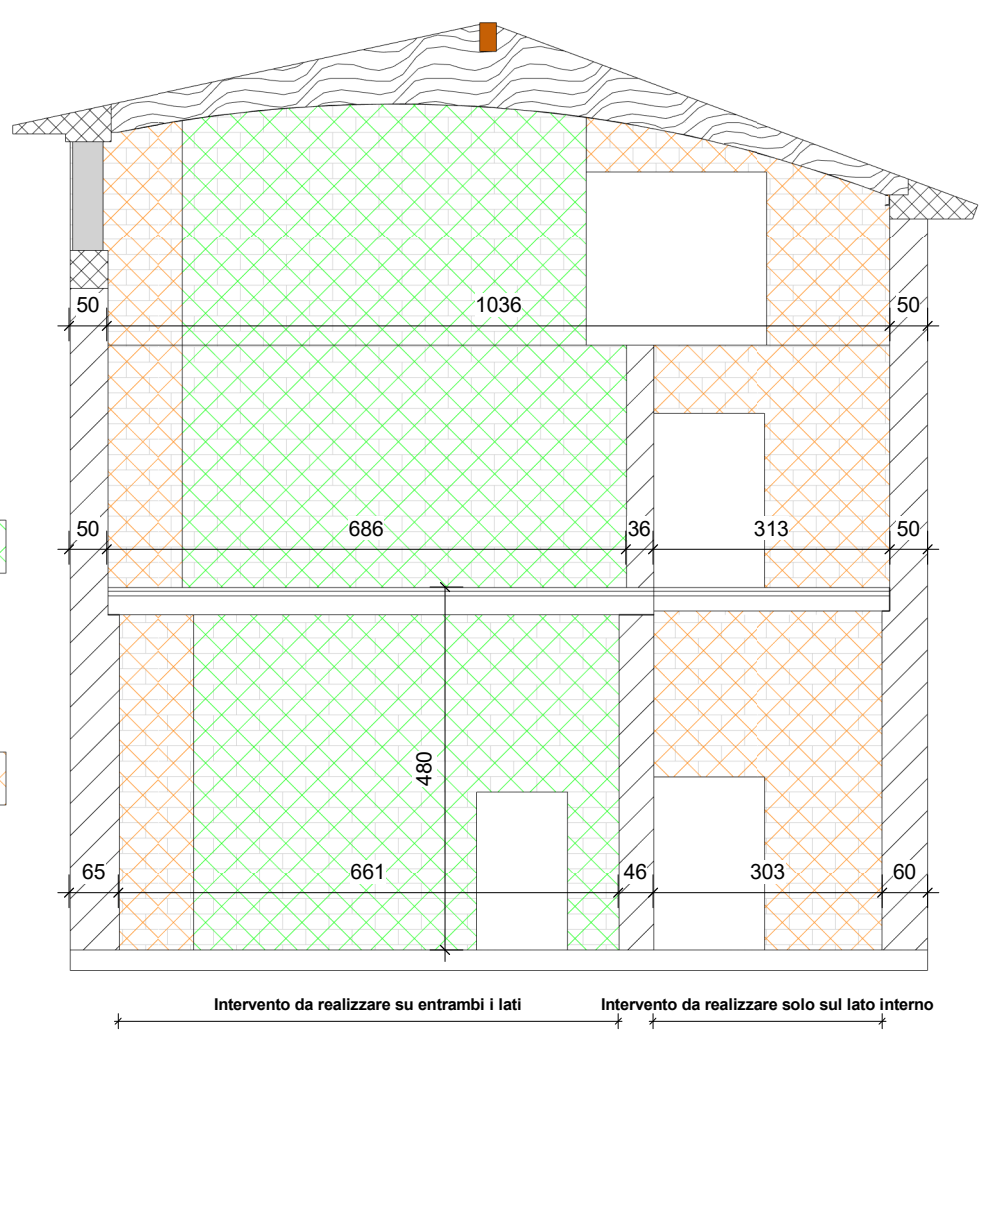 50 1036 50
50 686 36 313 50
480
65 661 46 303 60
Intervento da realizzare su entrambi i lati Intervento da realizzare solo sul lato interno